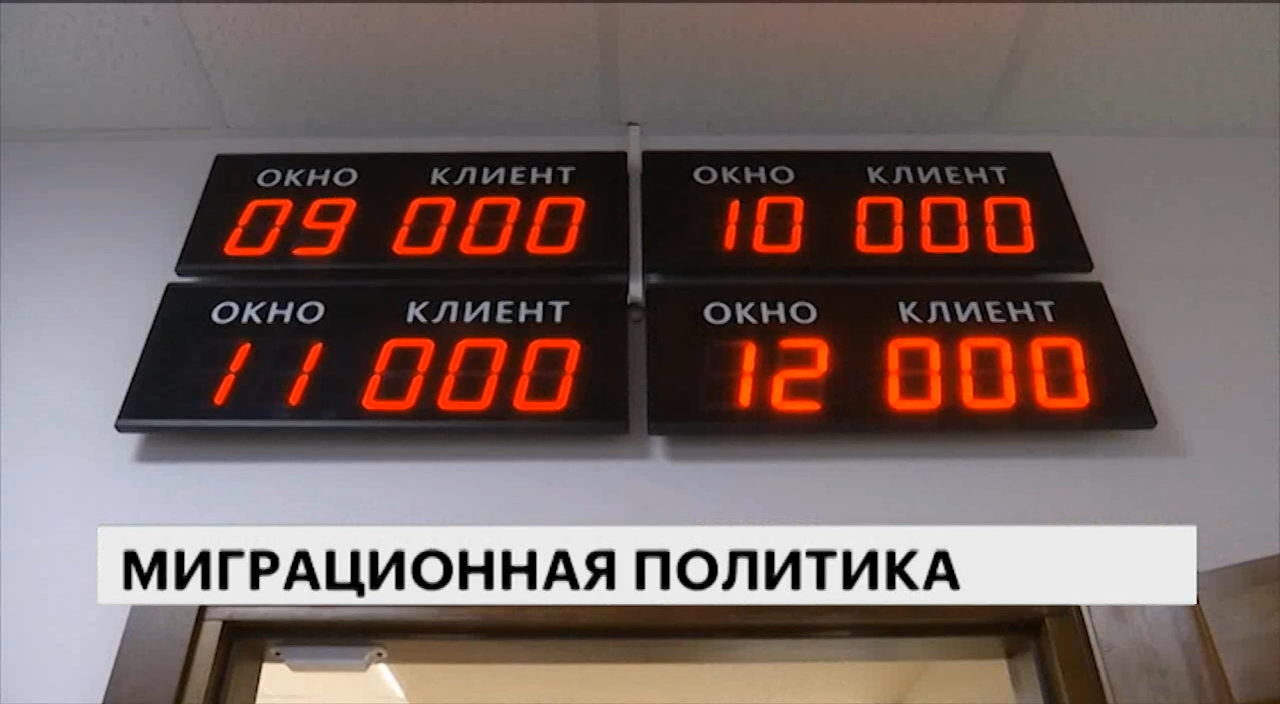 ОКНО КЛИЕНТ
09 000
ОКНО КЛИЕНТ
10 000
ОКНО КЛИЕНТ
11 000
ОКНО КЛИЕНТ
12 000
МИГРАЦИОННАЯ ПОЛИТИКА